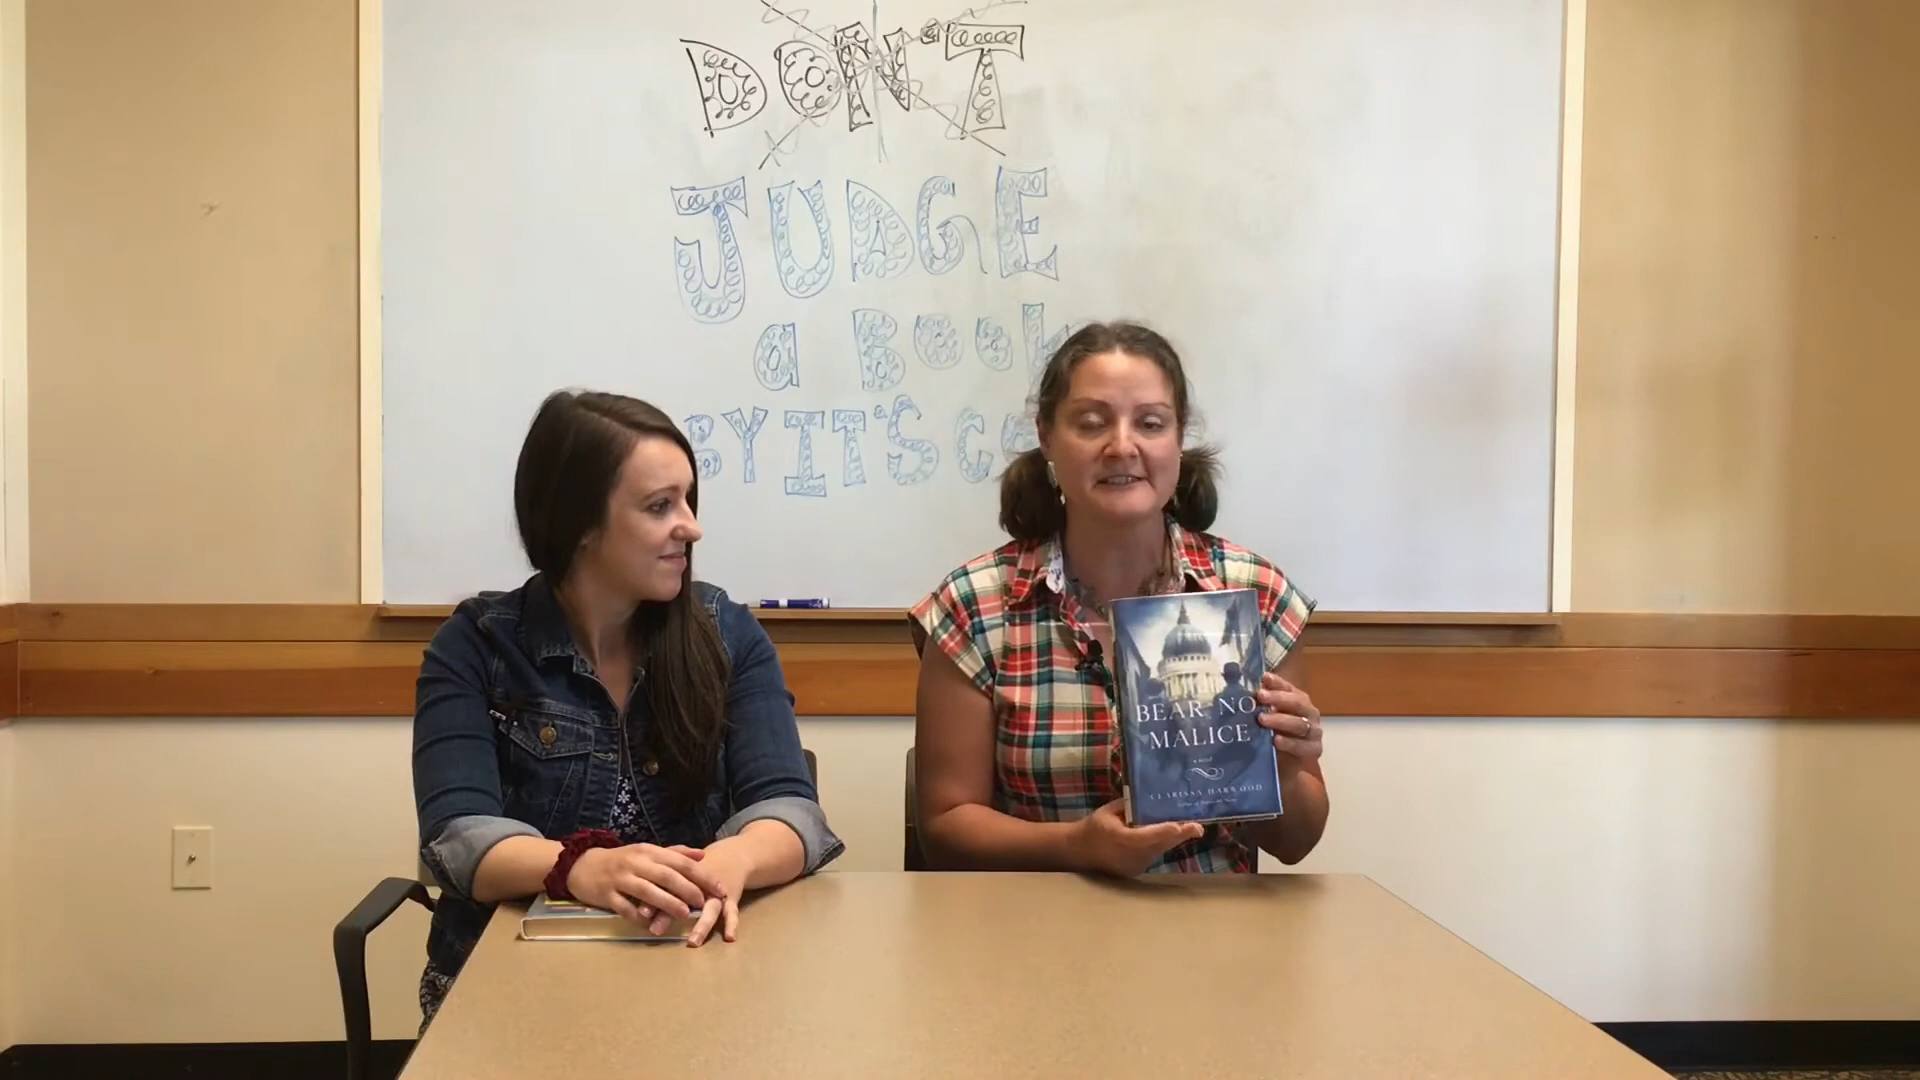 DON'T
JUDGE
a Book
BY IT'S
BEAR NO
MALICE
a novel
CLARISSA HARWOOD